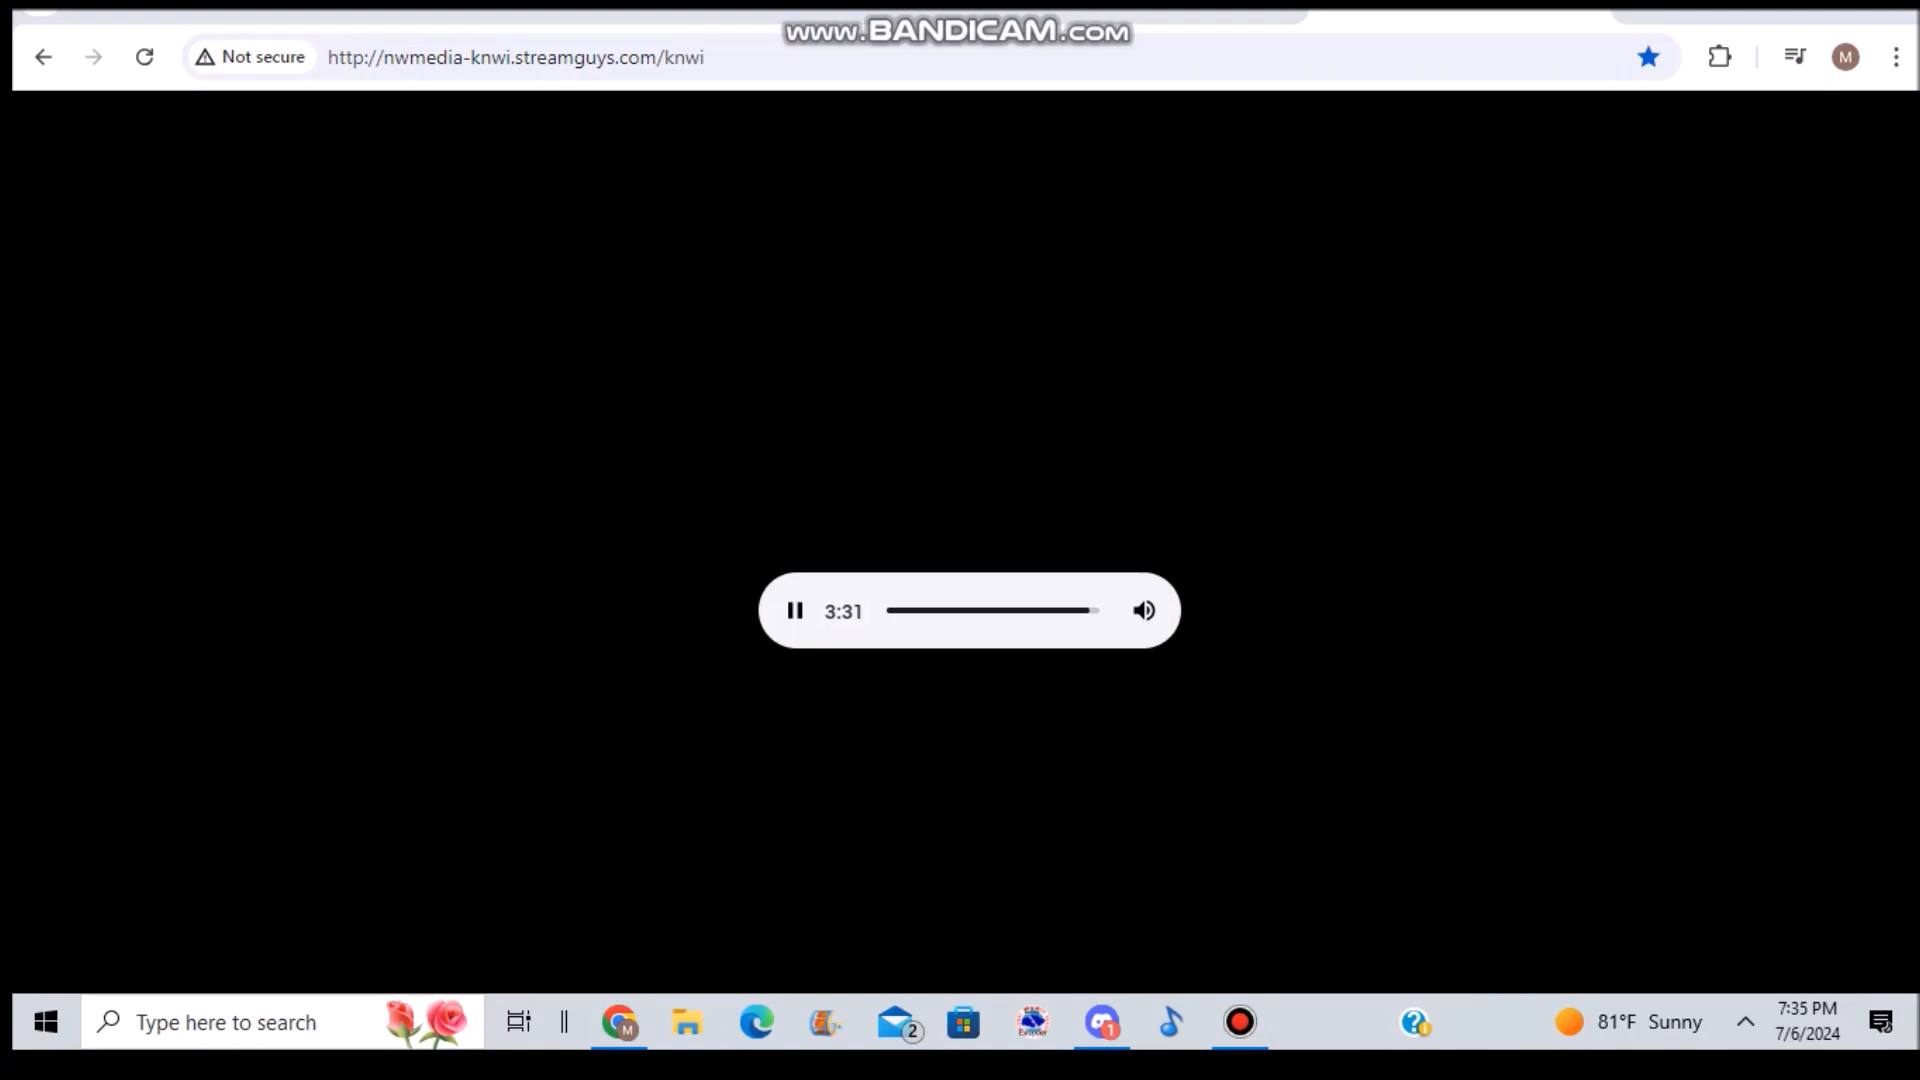 www.BANDICAM.com
Not secure
http://nwmedia-knwi.streamguys.com/knwi
M
3:31
Type here to search
M
2
1
81°F Sunny
7:35 PM
7/6/2024